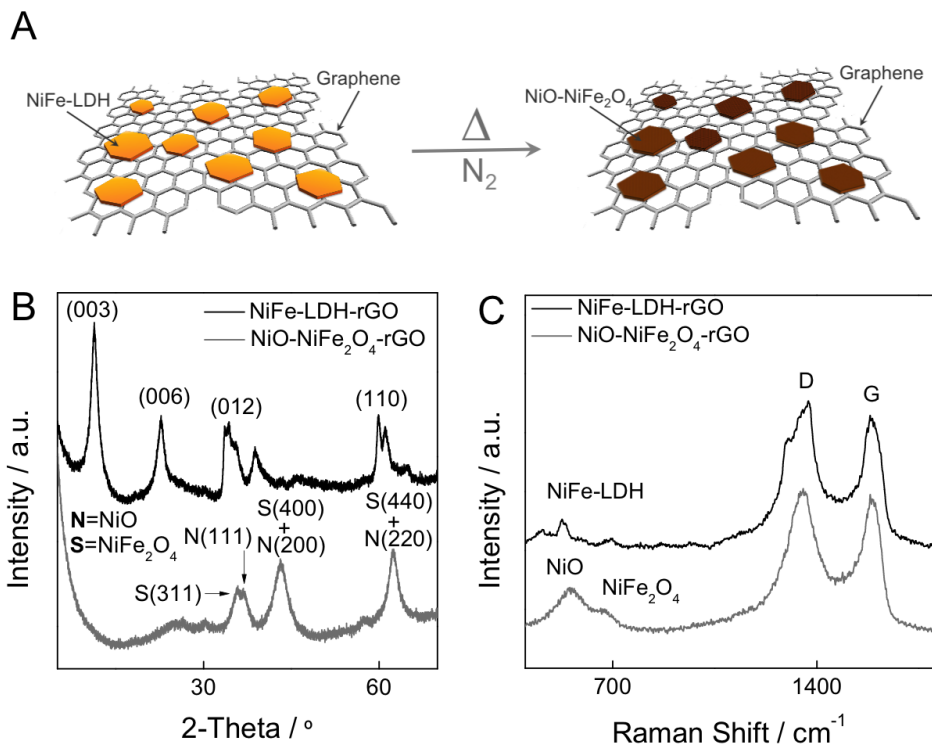 A
NiFe-LDH
Graphene
Δ
N₂
NiO-NiFe₂O₄
Graphene
B
(003)
NiFe-LDH-rGO
NiO-NiFe₂O₄-rGO
(006)
(012)
(110)
N=NiO
S=NiFe₂O₄
S(311)
N(111)
S(400)
+
N(200)
S(440)
+
N(220)
Intensity / a.u.
30
60
2-Theta / º
C
NiFe-LDH-rGO
NiO-NiFe₂O₄-rGO
D
G
NiFe-LDH
NiO
NiFe₂O₄
Intensity / a.u.
700
1400
Raman Shift / cm⁻¹